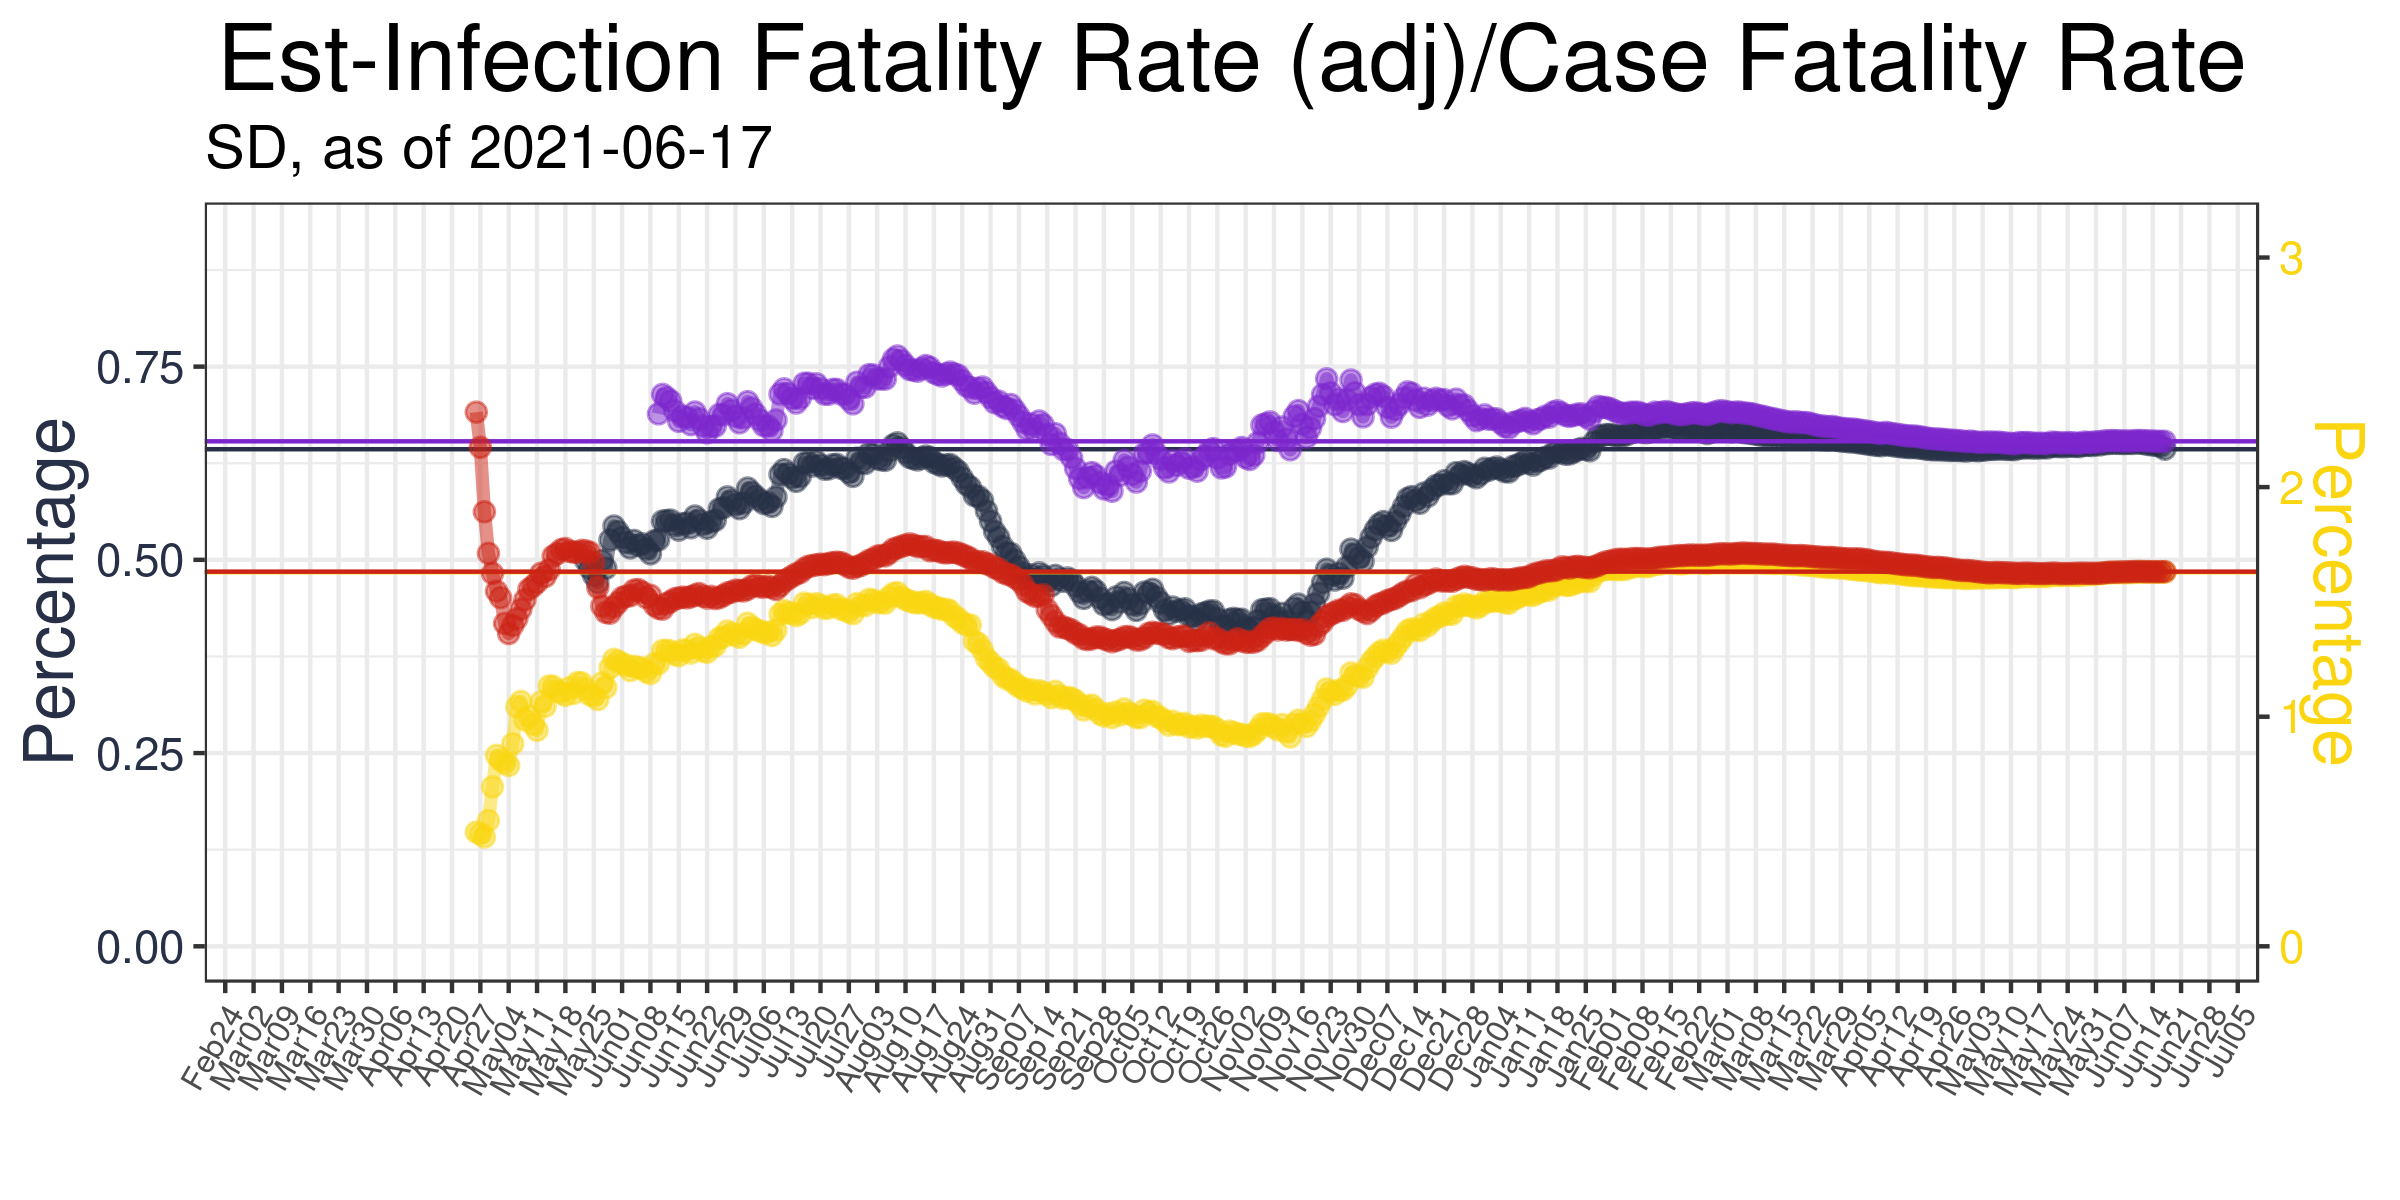 Est-Infection Fatality Rate (adj)/Case Fatality Rate
SD, as of 2021-06-17
Percentage
0.75
0.50
0.25
0.00
3
2
1
0
Percentage
Feb24 Mar02 Mar09 Mar16 Mar23 Mar30 Apr06 Apr13 Apr20 Apr27 May04 May11 May18 May25 Jun01 Jun08 Jun15 Jun22 Jun29 Jul06 Jul13 Jul20 Jul27 Aug03 Aug10 Aug17 Aug24 Aug31 Sep07 Sep14 Sep21 Sep28 Oct05 Oct12 Oct19 Oct26 Nov02 Nov09 Nov16 Nov23 Nov30 Dec07 Dec14 Dec21 Dec28 Jan04 Jan11 Jan18 Jan25 Feb01 Feb08 Feb15 Feb22 Mar01 Mar08 Mar15 Mar22 Mar29 Apr05 Apr12 Apr19 Apr26 May03 May10 May17 May24 May31 Jun07 Jun14 Jun21 Jun28 Jul05